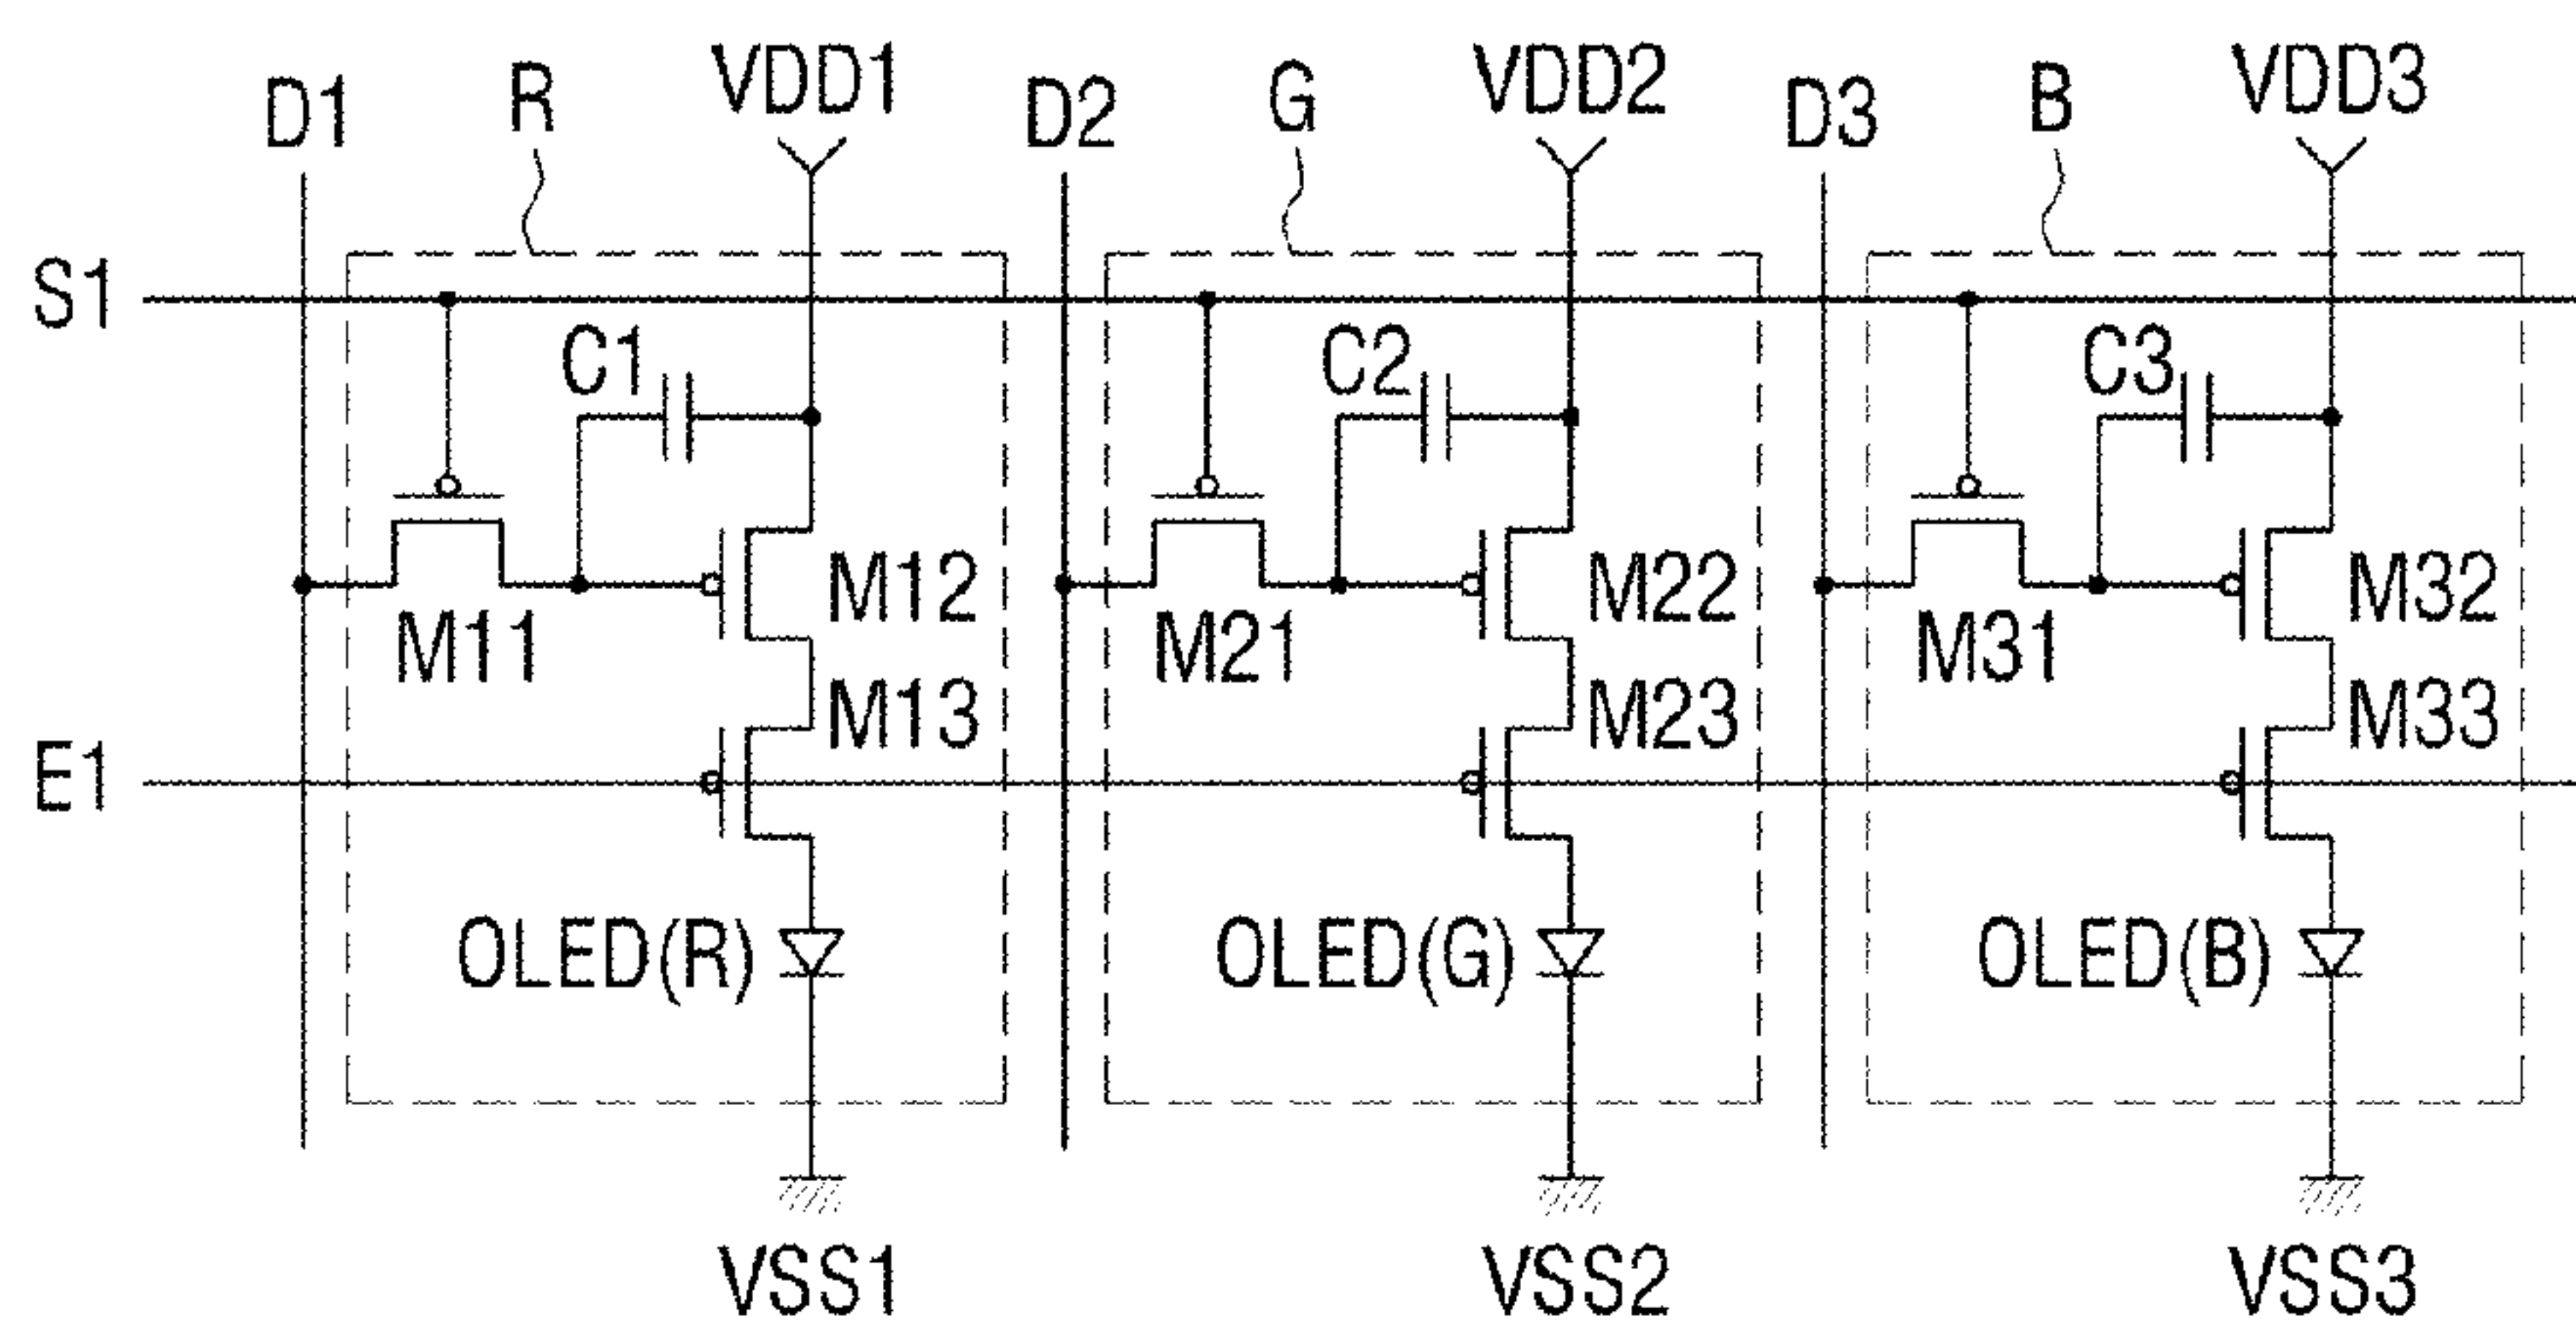 D1 R VDD1 D2 G VDD2 D3 B VDD3
S1
C1 C2 C3
M12 M22 M32
M11 M21 M31
M13 M23 M33
E1
OLED(R) OLED(G) OLED(B)
VSS1 VSS2 VSS3